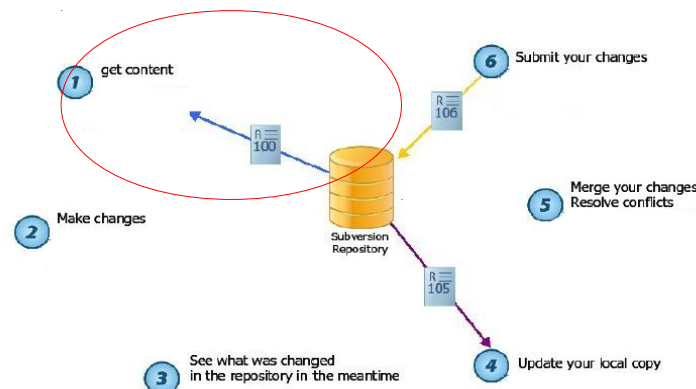 1 get content
R
100
2 Make changes
3 See what was changed
in the repository in the meantime
4 Update your local copy
R
105
5 Merge your changes
Resolve conflicts
6 Submit your changes
R
106
Subversion
Repository